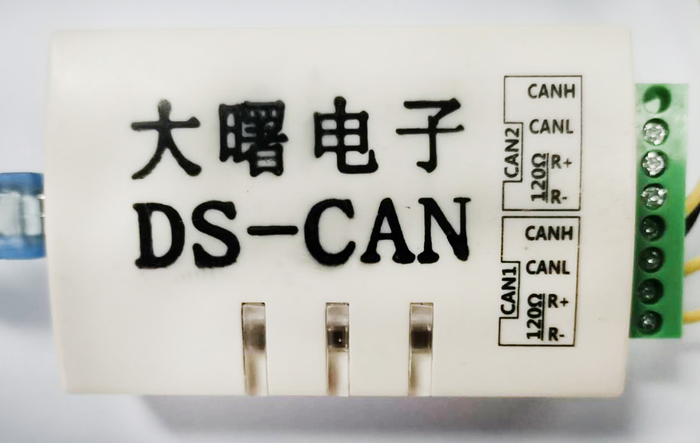 大曙电子
DS-CAN
CAN2
120Ω
CANH
CANL
R+
R-
CAN1
120Ω
CANH
CANL
R+
R-